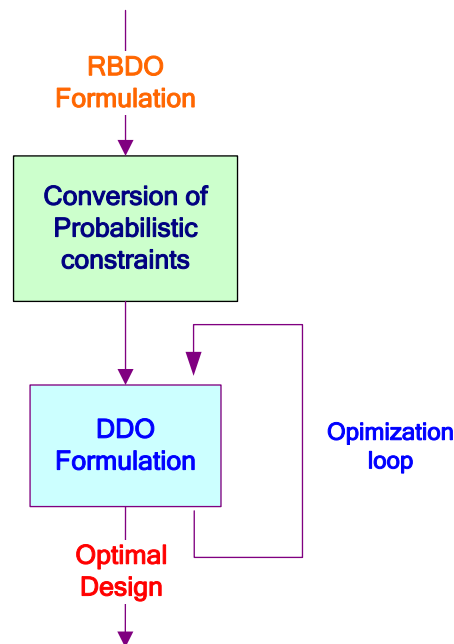 RBDO
Formulation
Conversion of
Probabilistic
constraints
DDO
Formulation
Opimization
loop
Optimal
Design